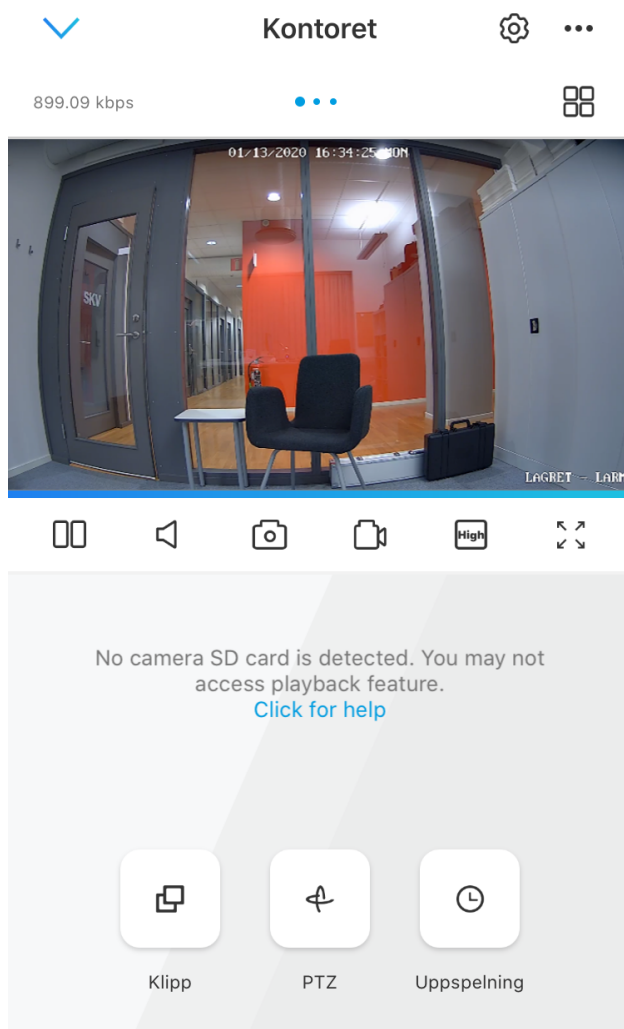 Kontoret
899.09 kbps
01/13/2020 16:34:25 MON
SKV
LAGRET - LARM
High
No camera SD card is detected. You may not
access playback feature.
Click for help
Klipp
PTZ
Uppspelning